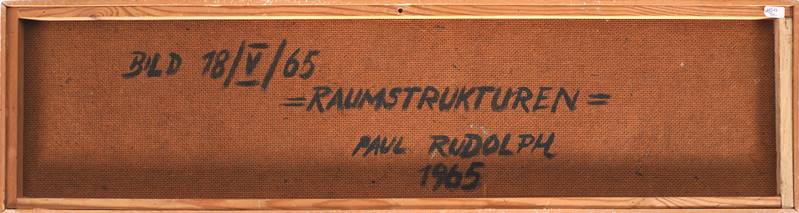 BILD 18/V/65
=RAUMSTRUKTUREN=
PAUL RUDOLPH
1965